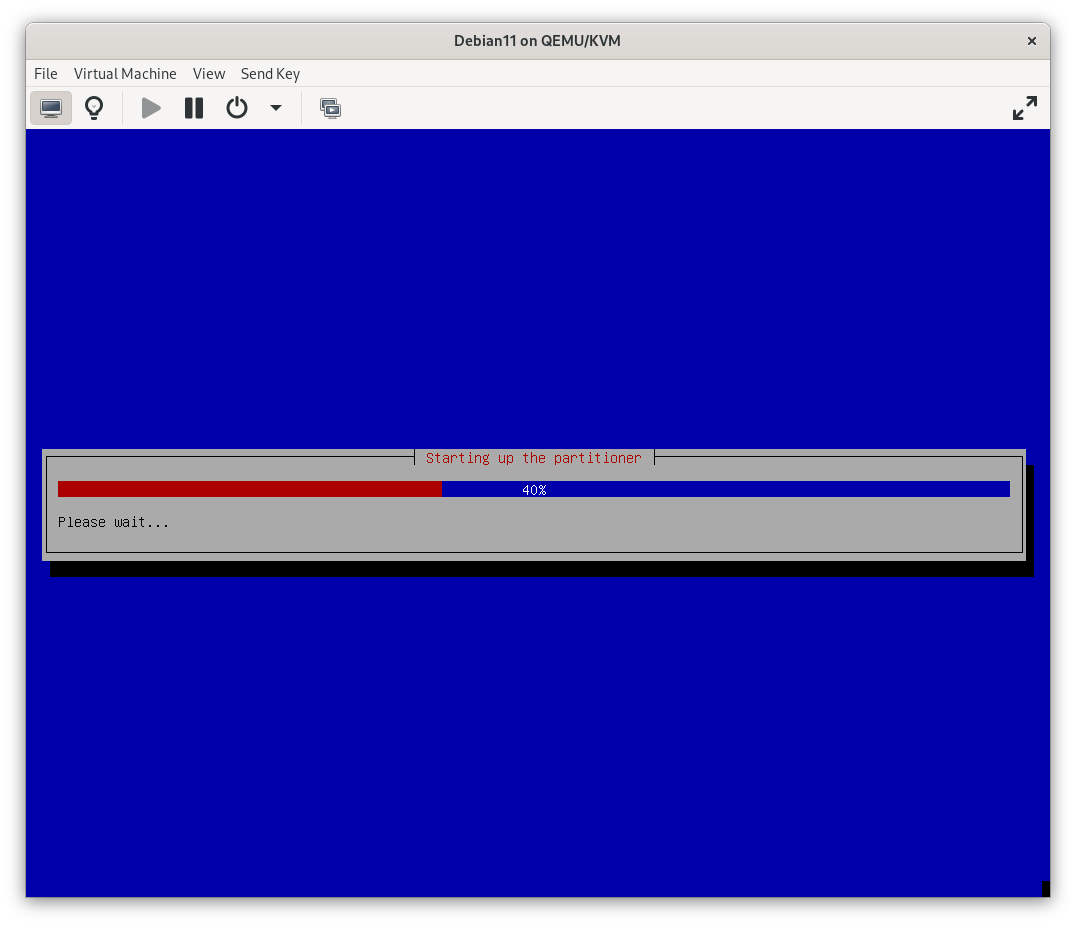 Debian11 on QEMU/KVM
File Virtual Machine View Send Key
Starting up the partitioner
40%
Please wait...